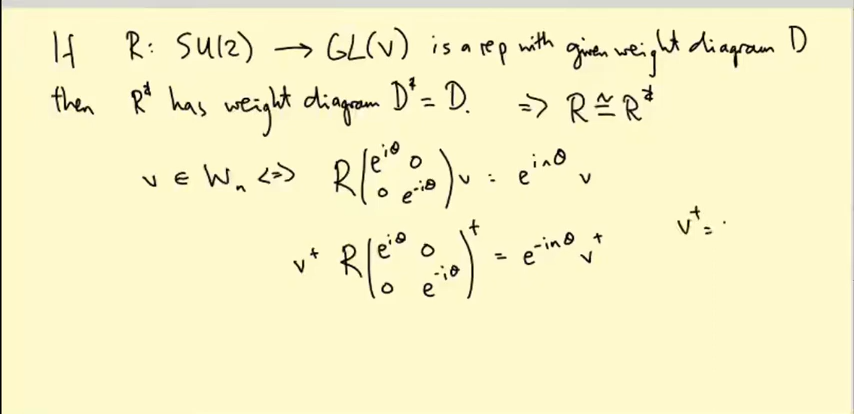 If R: SU(2) → GL(V) is a rep with given weight diagram D
then R* has weight diagram D* = D. ⇒ R ≅ R*
v ∈ Wₙ <=> R(e^{iθ} 0 0 e^{-iθ}) v = e^{inθ} v
v† R(e^{iθ} 0 0 e^{-iθ})† = e^{-inθ} v† v† =